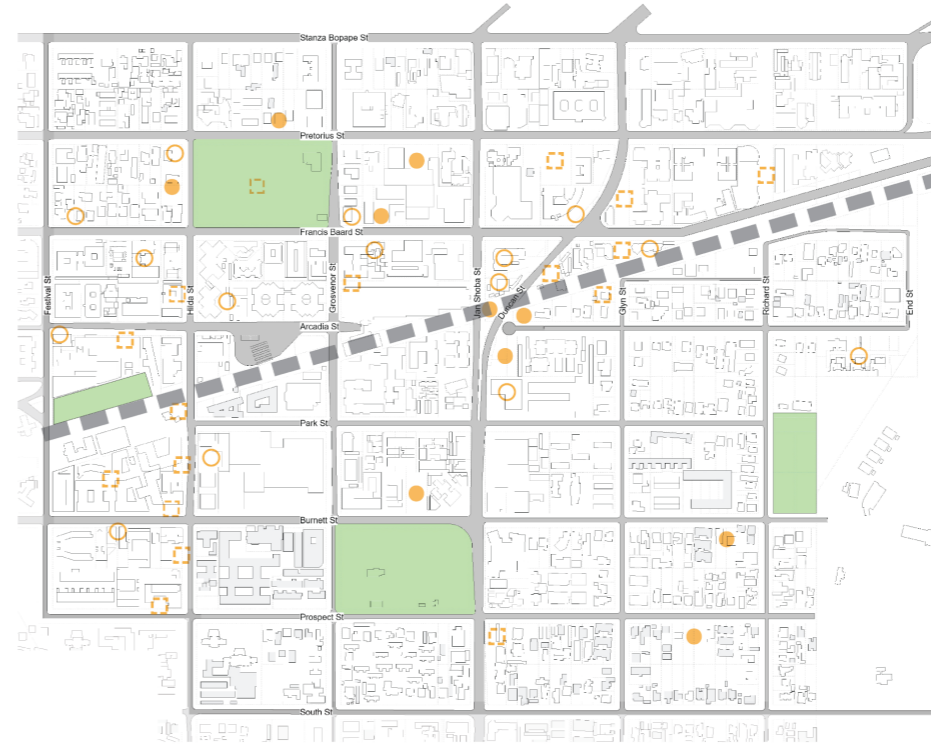 Stanza Bopape St
Pretorius St
Francis Baard St
Festival St
Hilda St
Grosvenor St
Jan Shoba St
Duncan St
Glyn St
Richard St
End St
Arcadia St
Park St
Burnett St
Prospect St
South St